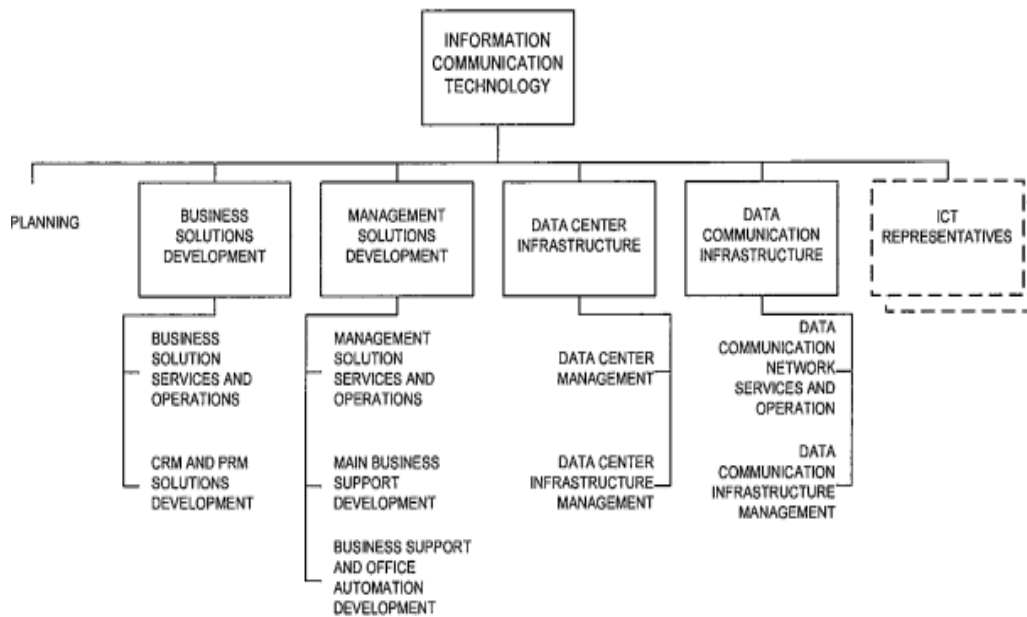 INFORMATION
COMMUNICATION
TECHNOLOGY
PLANNING
BUSINESS
SOLUTIONS
DEVELOPMENT
MANAGEMENT
SOLUTIONS
DEVELOPMENT
DATA CENTER
INFRASTRUCTURE
DATA
COMMUNICATION
INFRASTRUCTURE
ICT
REPRESENTATIVES
BUSINESS
SOLUTION
SERVICES AND
OPERATIONS
CRM AND PRM
SOLUTIONS
DEVELOPMENT
MANAGEMENT
SOLUTION
SERVICES AND
OPERATIONS
MAIN BUSINESS
SUPPORT
DEVELOPMENT
BUSINESS SUPPORT
AND OFFICE
AUTOMATION
DEVELOPMENT
DATA CENTER
MANAGEMENT
DATA CENTER
INFRASTRUCTURE
MANAGEMENT
DATA
COMMUNICATION
NETWORK
SERVICES AND
OPERATION
DATA
COMMUNICATION
INFRASTRUCTURE
MANAGEMENT